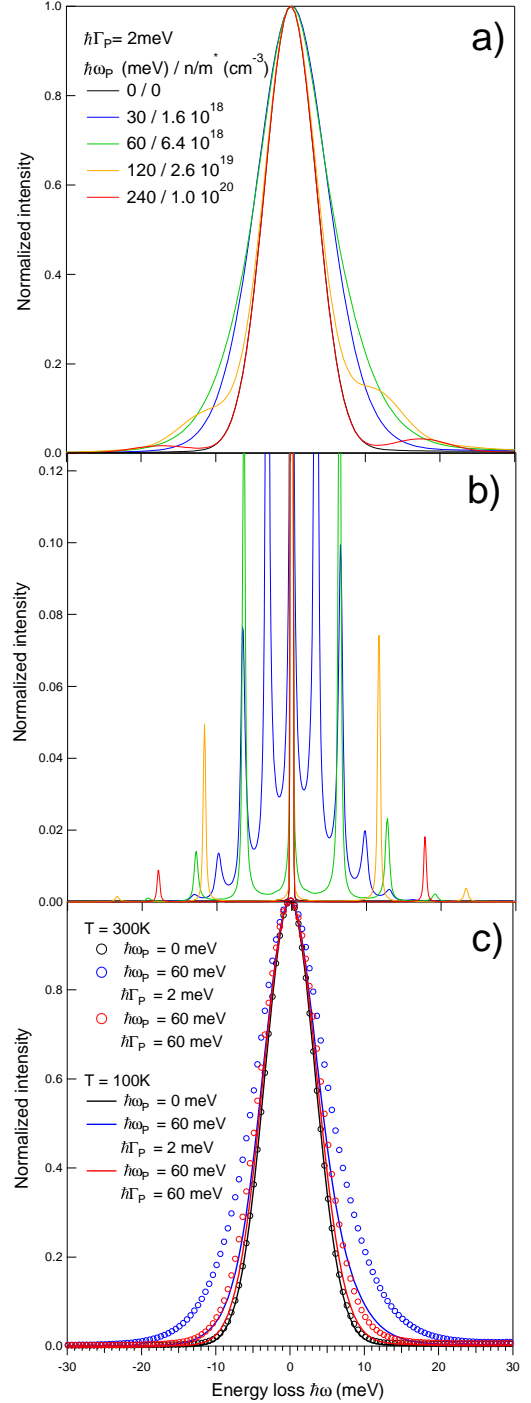 1.0
0.8
0.6
0.4
0.2
0.0
Normalized intensity
a)
ℏΓP= 2meV
ℏωP (meV) / n/m* (cm-3)
0 / 0
30 / 1.6 10^18
60 / 6.4 10^18
120 / 2.6 10^19
240 / 1.0 10^20
-20 -10 0 10 20 30
0.12
0.10
0.08
0.06
0.04
0.02
0.00
Normalized intensity
b)
0.8
0.6
0.4
0.2
0.0
Normalized intensity
c)
T = 300K
ℏωP = 0 meV
ℏωP = 60 meV
ℏΓP = 2 meV
ℏωP = 60 meV
ℏΓP = 60 meV
T = 100K
ℏωP = 0 meV
ℏωP = 60 meV
ℏΓP = 2 meV
ℏωP = 60 meV
ℏΓP = 60 meV
-30 -20 -10 0 10 20 30
Energy loss ℏω (meV)